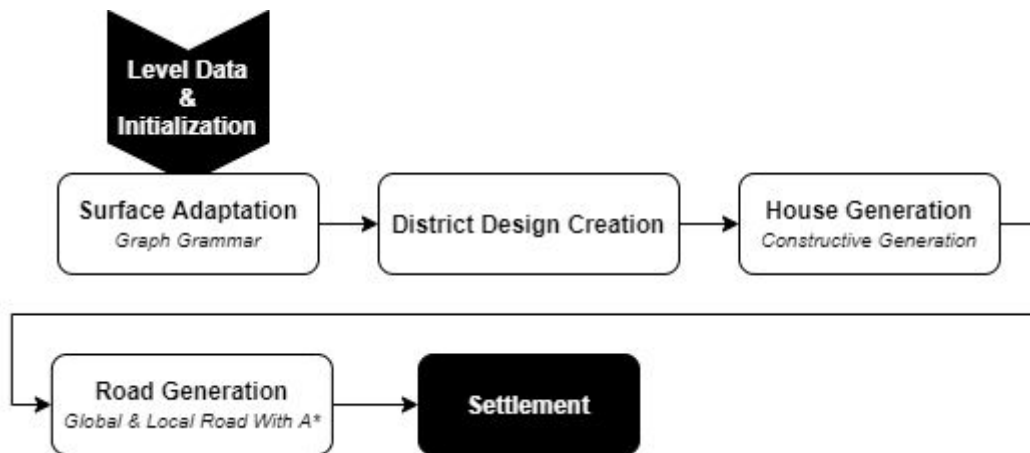 Level Data
&
Initialization
Surface Adaptation
Graph Grammar
District Design Creation
House Generation
Constructive Generation
Road Generation
Global & Local Road With A*
Settlement